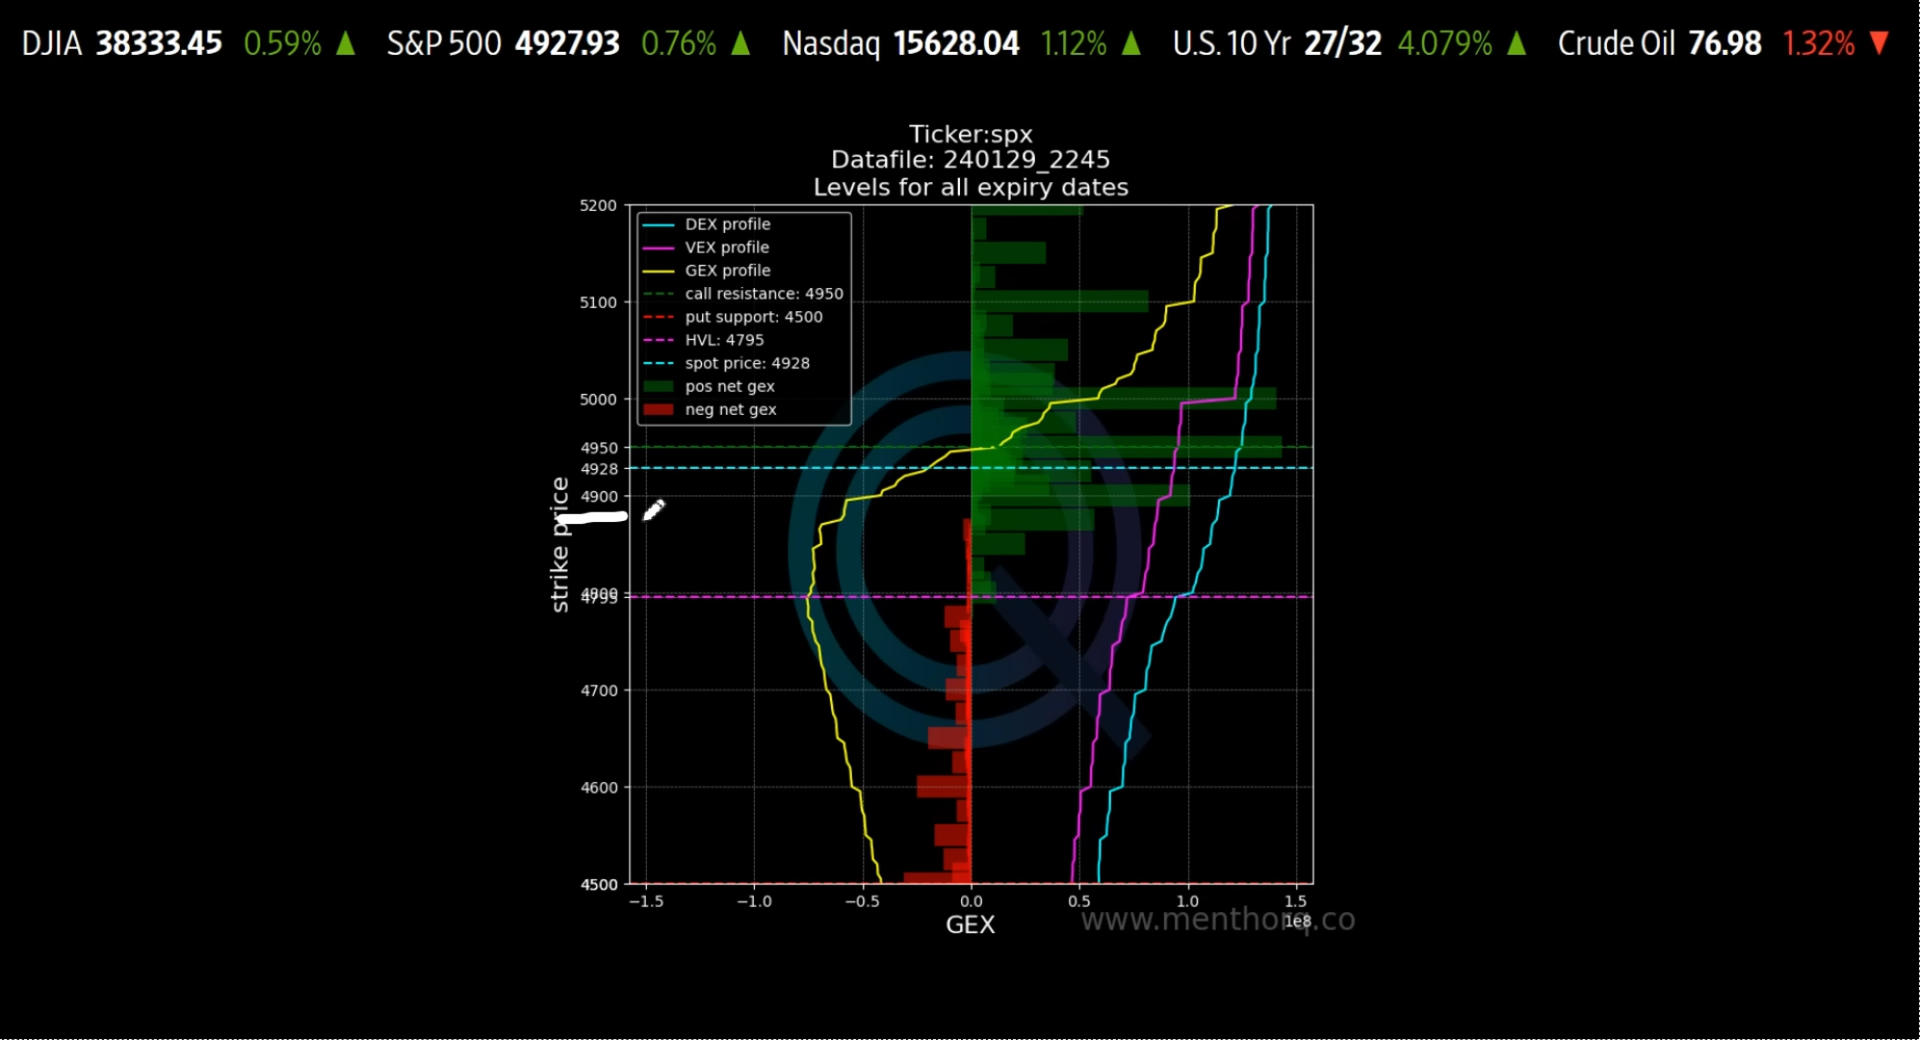 DJIA 38333.45 0.59% ▲ S&P 500 4927.93 0.76% ▲ Nasdaq 15628.04 1.12% ▲ U.S. 10 Yr 27/32 4.079% ▲ Crude Oil 76.98 1.32% ▼
Ticker:spx
Datafile: 240129_2245
Levels for all expiry dates
DEX profile
VEX profile
GEX profile
call resistance: 4950
put support: 4500
HVL: 4795
spot price: 4928
pos net gex
neg net gex
strike price
5200
5100
5000
4950
4928
4900
4700
4600
4500
−1.5 −1.0 −0.5 0.0 0.5 1.0 1.5
1e8
GEX
www.menthorq.co